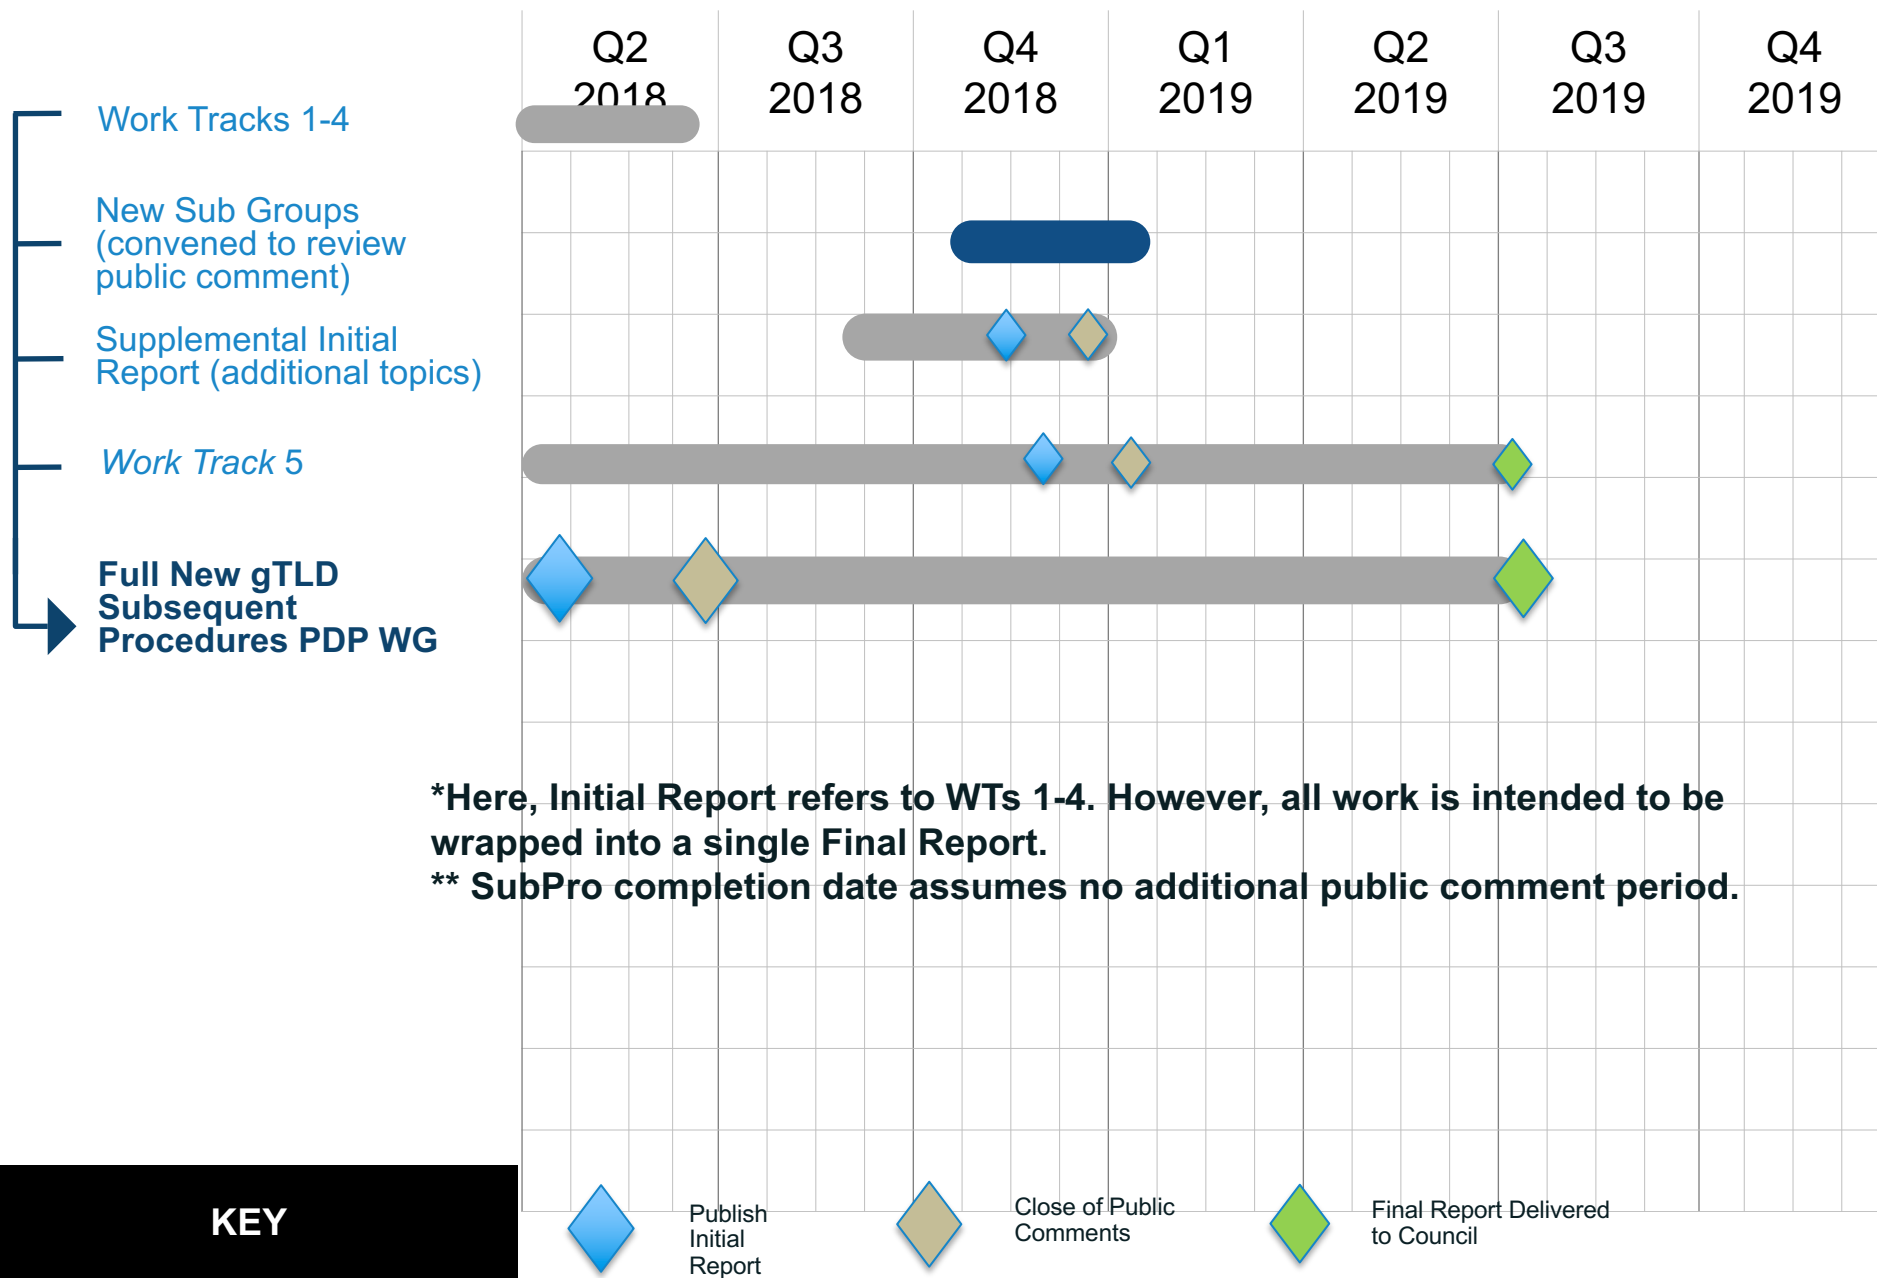 Q2
2018
Q3
2018
Q4
2018
Q1
2019
Q2
2019
Q3
2019
Q4
2019
Work Tracks 1-4
New Sub Groups
(convened to review
public comment)
Supplemental Initial
Report (additional topics)
Work Track 5
Full New gTLD
Subsequent
Procedures PDP WG
*Here, Initial Report refers to WTs 1-4. However, all work is intended to be
wrapped into a single Final Report.
** SubPro completion date assumes no additional public comment period.
KEY
Publish
Initial
Report
Close of Public
Comments
Final Report Delivered
to Council